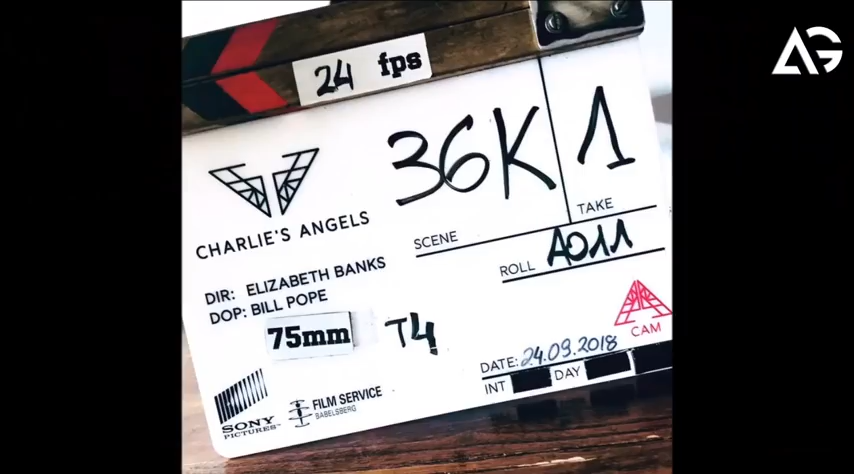 AG
24 fps
36K
1
CHARLIE'S ANGELS
SCENE
TAKE
ROLL A011
DIR: ELIZABETH BANKS
DOP: BILL POPE
75mm
T4
A
CAM
DATE: 24.09.2018
INT
DAY
SONY
PICTURES
FILM SERVICE
BABELSBERG